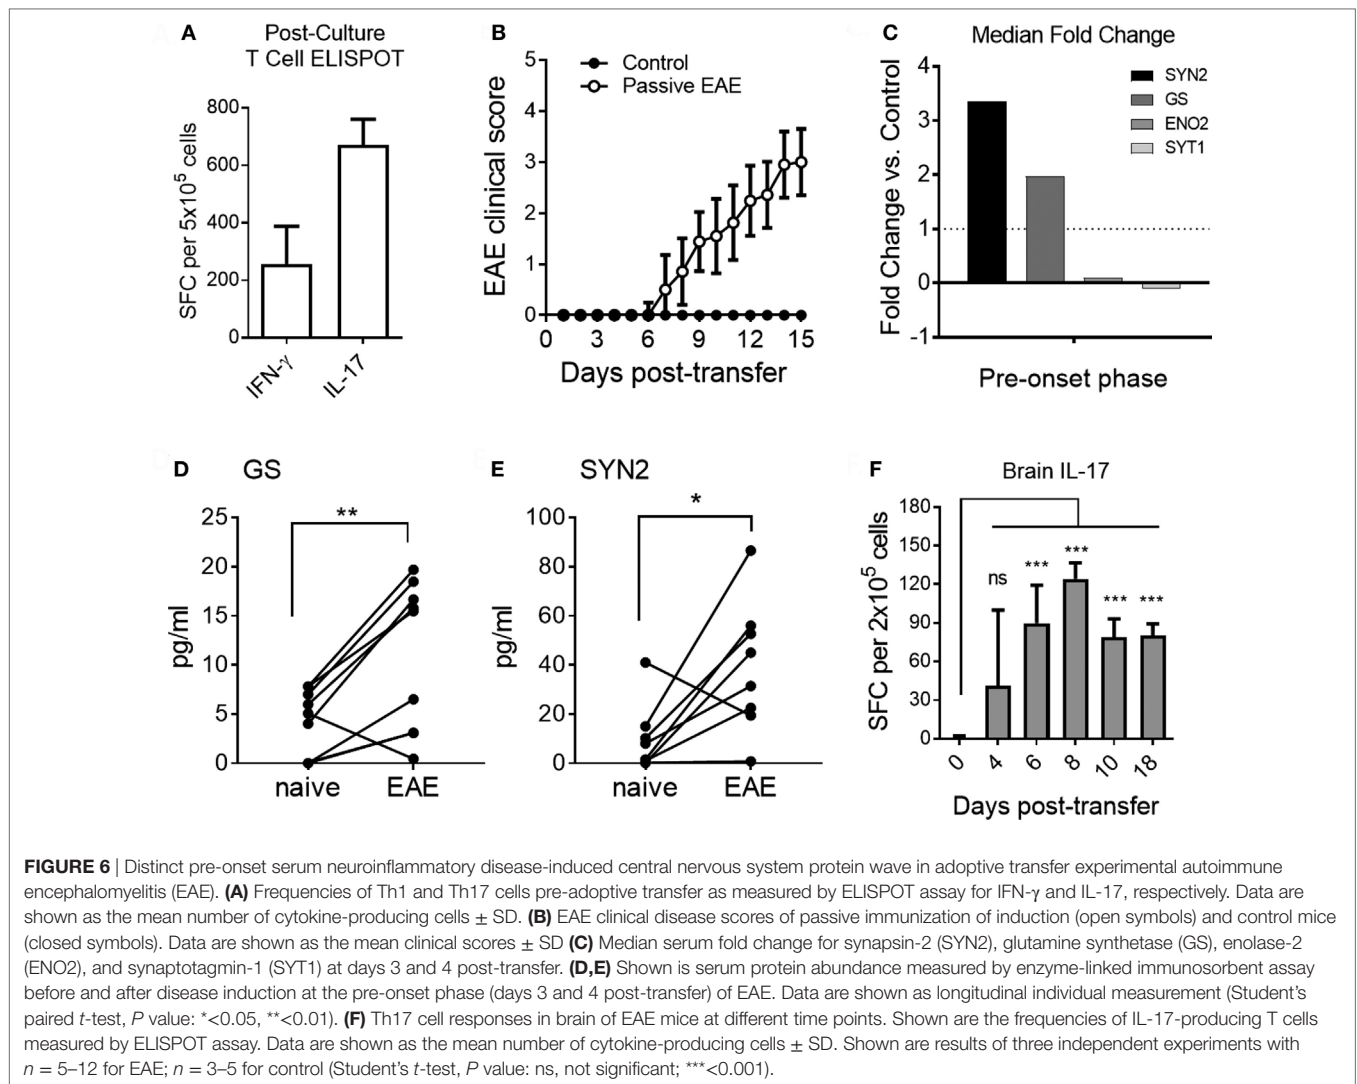 A
Post-Culture
T Cell ELISPOT
SFC per 5x10⁵ cells
800
600
400
200
0
IFN-γ
IL-17
B
Control
Passive EAE
EAE clinical score
5
4
3
2
1
0
0 3 6 9 12 15
Days post-transfer
C
Median Fold Change
SYN2
GS
ENO2
SYT1
Fold Change vs. Control
4
3
2
1
0
-1
Pre-onset phase
D GS
**
pg/ml
25
20
15
10
5
0
naive EAE
E SYN2
*
pg/ml
100
80
60
40
20
0
naive EAE
F
Brain IL-17
SFC per 2x10⁵ cells
180
150
120
90
60
30
0
ns *** *** *** ***
0 4 6 8 10 18
Days post-transfer
FIGURE 6 | Distinct pre-onset serum neuroinflammatory disease-induced central nervous system protein wave in adoptive transfer experimental autoimmune
encephalomyelitis (EAE). (A) Frequencies of Th1 and Th17 cells pre-adoptive transfer as measured by ELISPOT assay for IFN-γ and IL-17, respectively. Data are
shown as the mean number of cytokine-producing cells ± SD. (B) EAE clinical disease scores of passive immunization of induction (open symbols) and control mice
(closed symbols). Data are shown as the mean clinical scores ± SD (C) Median serum fold change for synapsin-2 (SYN2), glutamine synthetase (GS), enolase-2
(ENO2), and synaptotagmin-1 (SYT1) at days 3 and 4 post-transfer. (D,E) Shown is serum protein abundance measured by enzyme-linked immunosorbent assay
before and after disease induction at the pre-onset phase (days 3 and 4 post-transfer) of EAE. Data are shown as longitudinal individual measurement (Student's
paired t-test, P value: *<0.05, **<0.01). (F) Th17 cell responses in brain of EAE mice at different time points. Shown are the frequencies of IL-17-producing T cells
measured by ELISPOT assay. Data are shown as the mean number of cytokine-producing cells ± SD. Shown are results of three independent experiments with
n = 5–12 for EAE; n = 3–5 for control (Student's t-test, P value: ns, not significant; ***<0.001).